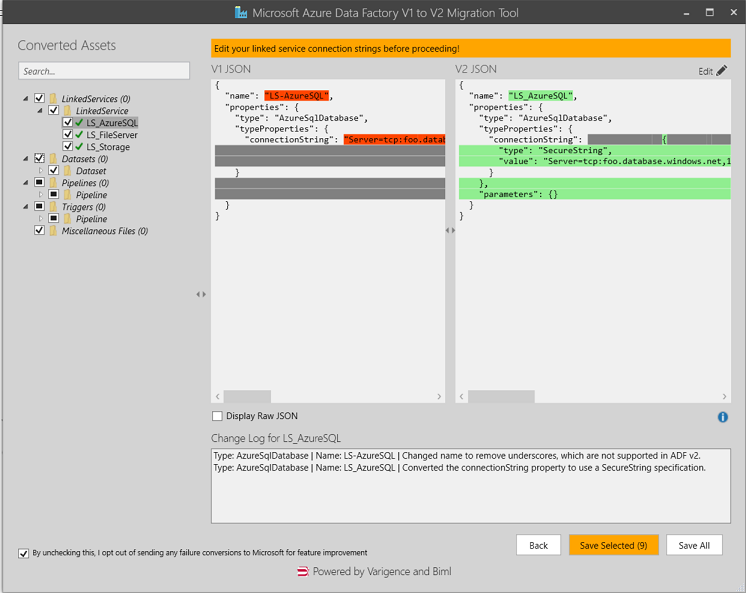 Microsoft Azure Data Factory V1 to V2 Migration Tool
Converted Assets
Search...
LinkedServices (0)
LinkedService
LS_AzureSQL
LS_FileServer
LS_Storage
Datasets (0)
Dataset
Pipelines (0)
Pipeline
Triggers (0)
Pipeline
Miscellaneous Files (0)
Edit your linked service connection strings before proceeding!
V1 JSON
{
"name": "LS-AzureSQL",
"properties": {
"type": "AzureSqlDatabase",
"typeProperties": {
"connectionString": "Server=tcp:foo.datab
}
}
}
V2 JSON
Edit
{
"name": "LS_AzureSQL",
"properties": {
"type": "AzureSqlDatabase",
"typeProperties": {
"connectionString": {
"type": "SecureString",
"value": "Server=tcp:foo.database.windows.net,1
}
},
"parameters": {}
}
}
Display Raw JSON
Change Log for LS_AzureSQL
Type: AzureSqlDatabase | Name: LS-AzureSQL | Changed name to remove underscores, which are not supported in ADF v2.
Type: AzureSqlDatabase | Name: LS_AzureSQL | Converted the connectionString property to use a SecureString specification.
By unchecking this, I opt out of sending any failure conversions to Microsoft for feature improvement
Back
Save Selected (9)
Save All
Powered by Varigence and Biml